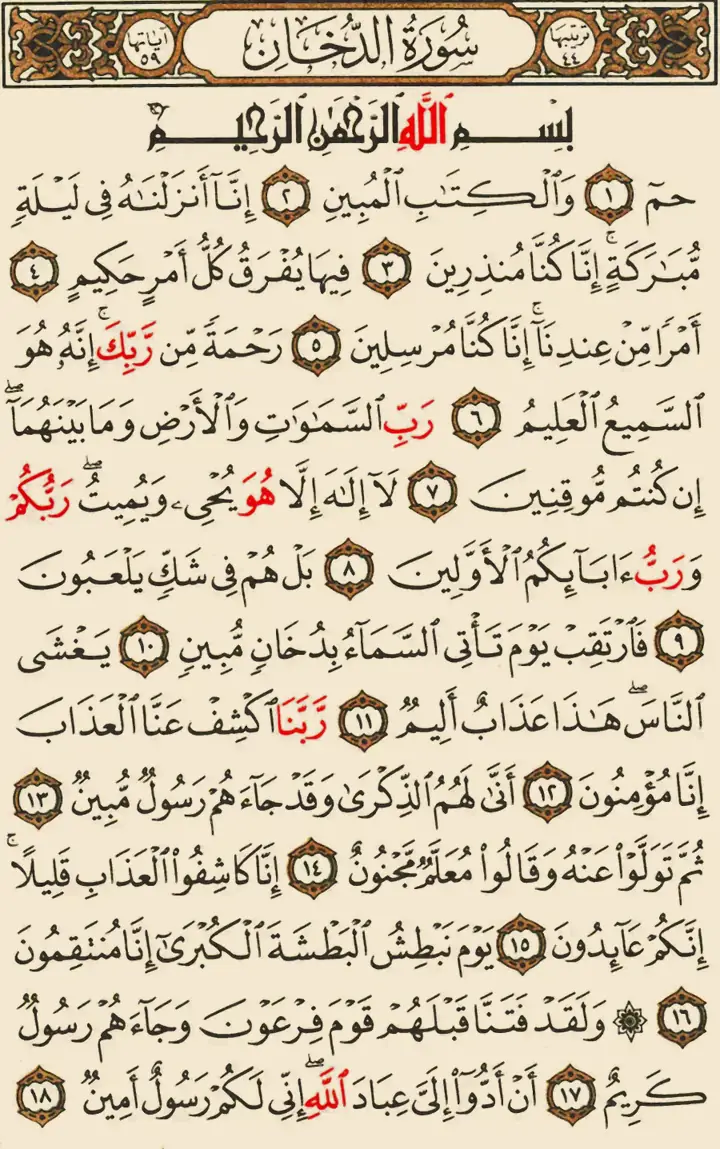 ترتيبها ٤٤ سُورَةُ الدُّخَانِ آياتها ٥٩
بِسْمِ ٱللَّهِ ٱلرَّحْمَٰنِ ٱلرَّحِيمِ
حمٓ ١ وَٱلْكِتَٰبِ ٱلْمُبِينِ ٢ إِنَّآ أَنزَلْنَٰهُ فِى لَيْلَةٍ
مُّبَٰرَكَةٍ ۚ إِنَّا كُنَّا مُنذِرِينَ ٣ فِيهَا يُفْرَقُ كُلُّ أَمْرٍ حَكِيمٍ ٤
أَمْرًا مِّنْ عِندِنَآ ۚ إِنَّا كُنَّا مُرْسِلِينَ ٥ رَحْمَةً مِّن رَّبِّكَ ۚ إِنَّهُۥ هُوَ
ٱلسَّمِيعُ ٱلْعَلِيمُ ٦ رَبِّ ٱلسَّمَٰوَٰتِ وَٱلْأَرْضِ وَمَا بَيْنَهُمَآ ۖ
إِن كُنتُم مُّوقِنِينَ ٧ لَآ إِلَٰهَ إِلَّا هُوَ يُحْىِۦ وَيُمِيتُ ۖ رَبُّكُمْ
وَرَبُّ ءَابَآئِكُمُ ٱلْأَوَّلِينَ ٨ بَلْ هُمْ فِى شَكٍّ يَلْعَبُونَ
٩ فَٱرْتَقِبْ يَوْمَ تَأْتِى ٱلسَّمَآءُ بِدُخَانٍ مُّبِينٍ ١٠ يَغْشَى
ٱلنَّاسَ ۖ هَٰذَا عَذَابٌ أَلِيمٌ ١١ رَّبَّنَا ٱكْشِفْ عَنَّا ٱلْعَذَابَ
إِنَّا مُؤْمِنُونَ ١٢ أَنَّىٰ لَهُمُ ٱلذِّكْرَىٰ وَقَدْ جَآءَهُمْ رَسُولٌ مُّبِينٌ ١٣
ثُمَّ تَوَلَّوْا۟ عَنْهُ وَقَالُوا۟ مُعَلَّمٌ مَّجْنُونٌ ١٤ إِنَّا كَاشِفُوا۟ ٱلْعَذَابِ قَلِيلًا ۚ
إِنَّكُمْ عَآئِدُونَ ١٥ يَوْمَ نَبْطِشُ ٱلْبَطْشَةَ ٱلْكُبْرَىٰٓ إِنَّا مُنتَقِمُونَ
١٦ ۞ وَلَقَدْ فَتَنَّا قَبْلَهُمْ قَوْمَ فِرْعَوْنَ وَجَآءَهُمْ رَسُولٌ
كَرِيمٌ ١٧ أَنْ أَدُّوٓا۟ إِلَىَّ عِبَادَ ٱللَّهِ ۖ إِنِّى لَكُمْ رَسُولٌ أَمِينٌ ١٨